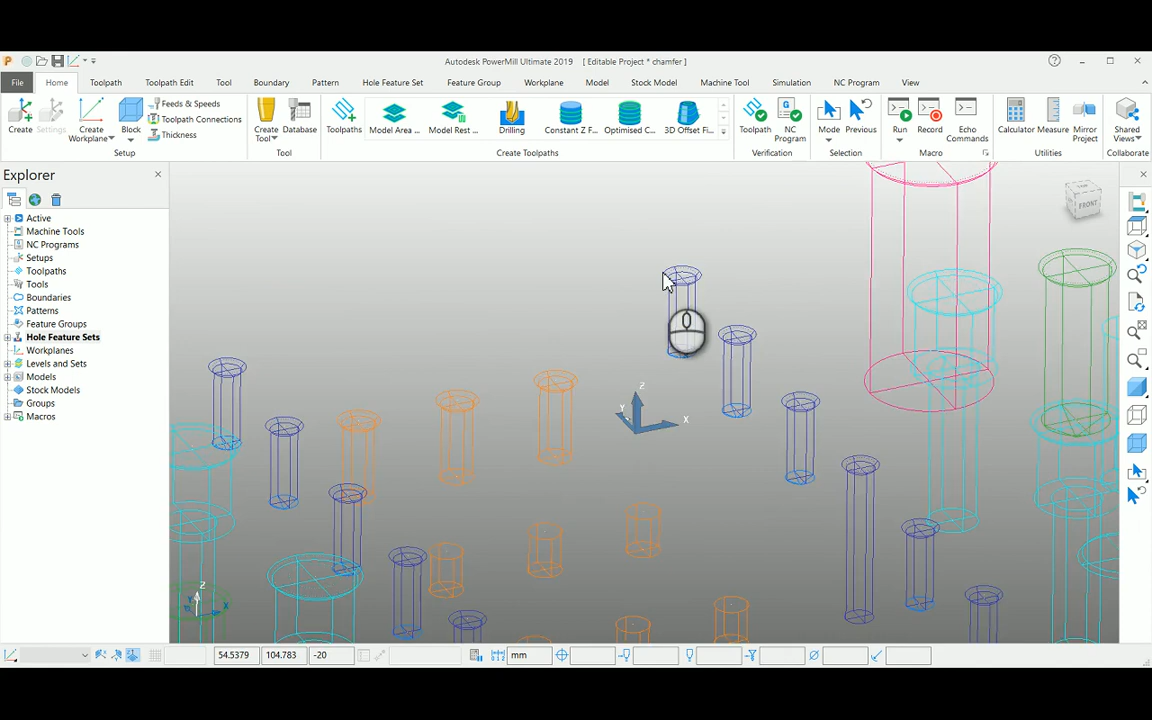 Autodesk PowerMill Ultimate 2019 [ Editable Project * chamfer ]
File Home Toolpath Toolpath Edit Tool Boundary Pattern Hole Feature Set Feature Group Workplane Model Stock Model Machine Tool Simulation NC Program View
Create
Settings
Create Workplane
Block
Feeds & Speeds
Toolpath Connections
Thickness
Setup
Create Tool
Database
Tool
Toolpaths
Model Area ...
Model Rest ...
Drilling
Constant Z F...
Optimised C...
3D Offset Fi...
Create Toolpaths
Toolpath
NC Program
Verification
Mode
Previous
Selection
Run
Record
Echo Commands
Macro
Calculator
Measure
Mirror Project
Utilities
Shared Views
Collaborate
Explorer
Active
Machine Tools
NC Programs
Setups
Toolpaths
Tools
Boundaries
Patterns
Feature Groups
Hole Feature Sets
Workplanes
Levels and Sets
Models
Stock Models
Groups
Macros
FRONT
Z
Y
X
0
Z
Y
X
54.5379 104.783 -20 mm